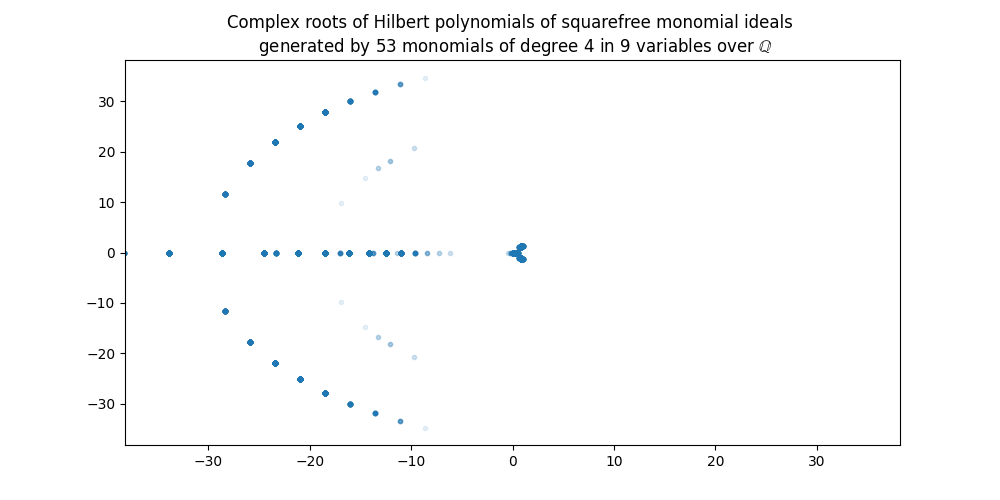 Complex roots of Hilbert polynomials of squarefree monomial ideals
generated by 53 monomials of degree 4 in 9 variables over ℚ
30
20
10
0
−10
−20
−30
−30 −20 −10 0 10 20 30